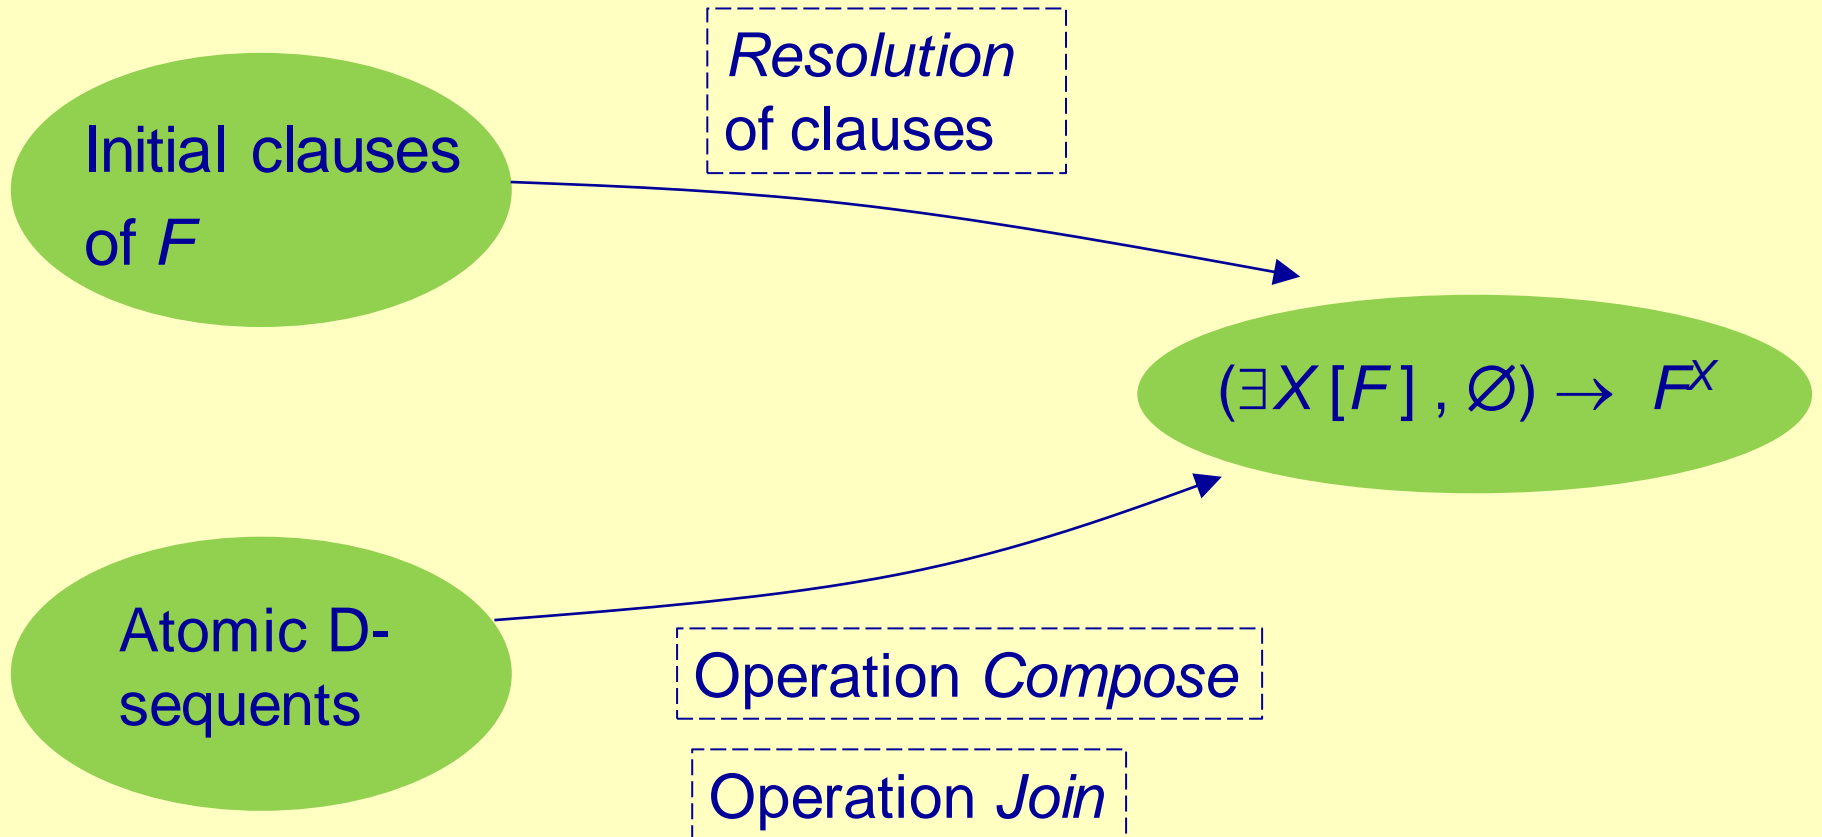 Resolution
of clauses
Initial clauses
of F
(∃X [F] , ∅) → F^X
Atomic D-
sequents
Operation Compose
Operation Join